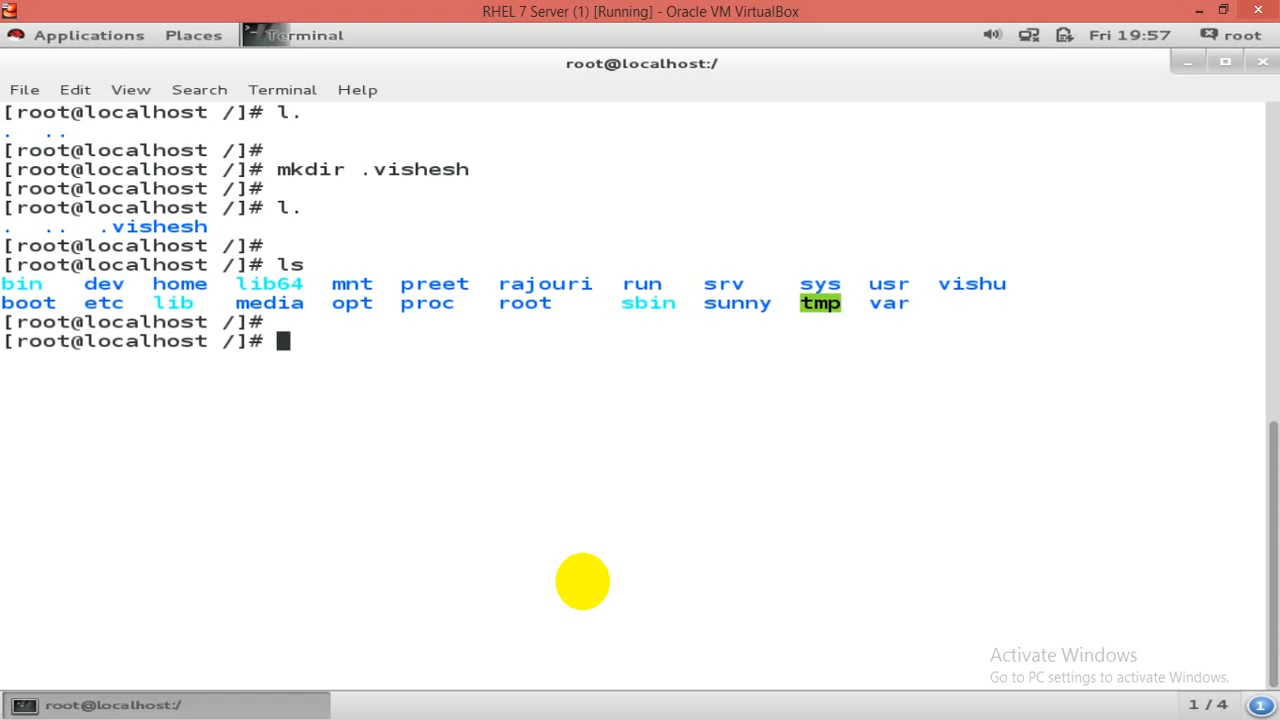 RHEL 7 Server (1) [Running] - Oracle VM VirtualBox
Applications Places Terminal Fri 19:57 root
root@localhost:/
File Edit View Search Terminal Help
[root@localhost /]# l.
. ..
[root@localhost /]#
[root@localhost /]# mkdir .vishesh
[root@localhost /]#
[root@localhost /]# l.
. .. .vishesh
[root@localhost /]#
[root@localhost /]# ls
bin dev home lib64 mnt preet rajouri run srv sys usr vishu
boot etc lib media opt proc root sbin sunny tmp var
[root@localhost /]#
[root@localhost /]#
Activate Windows
Go to PC settings to activate Windows.
root@localhost:/ 1 / 4 1